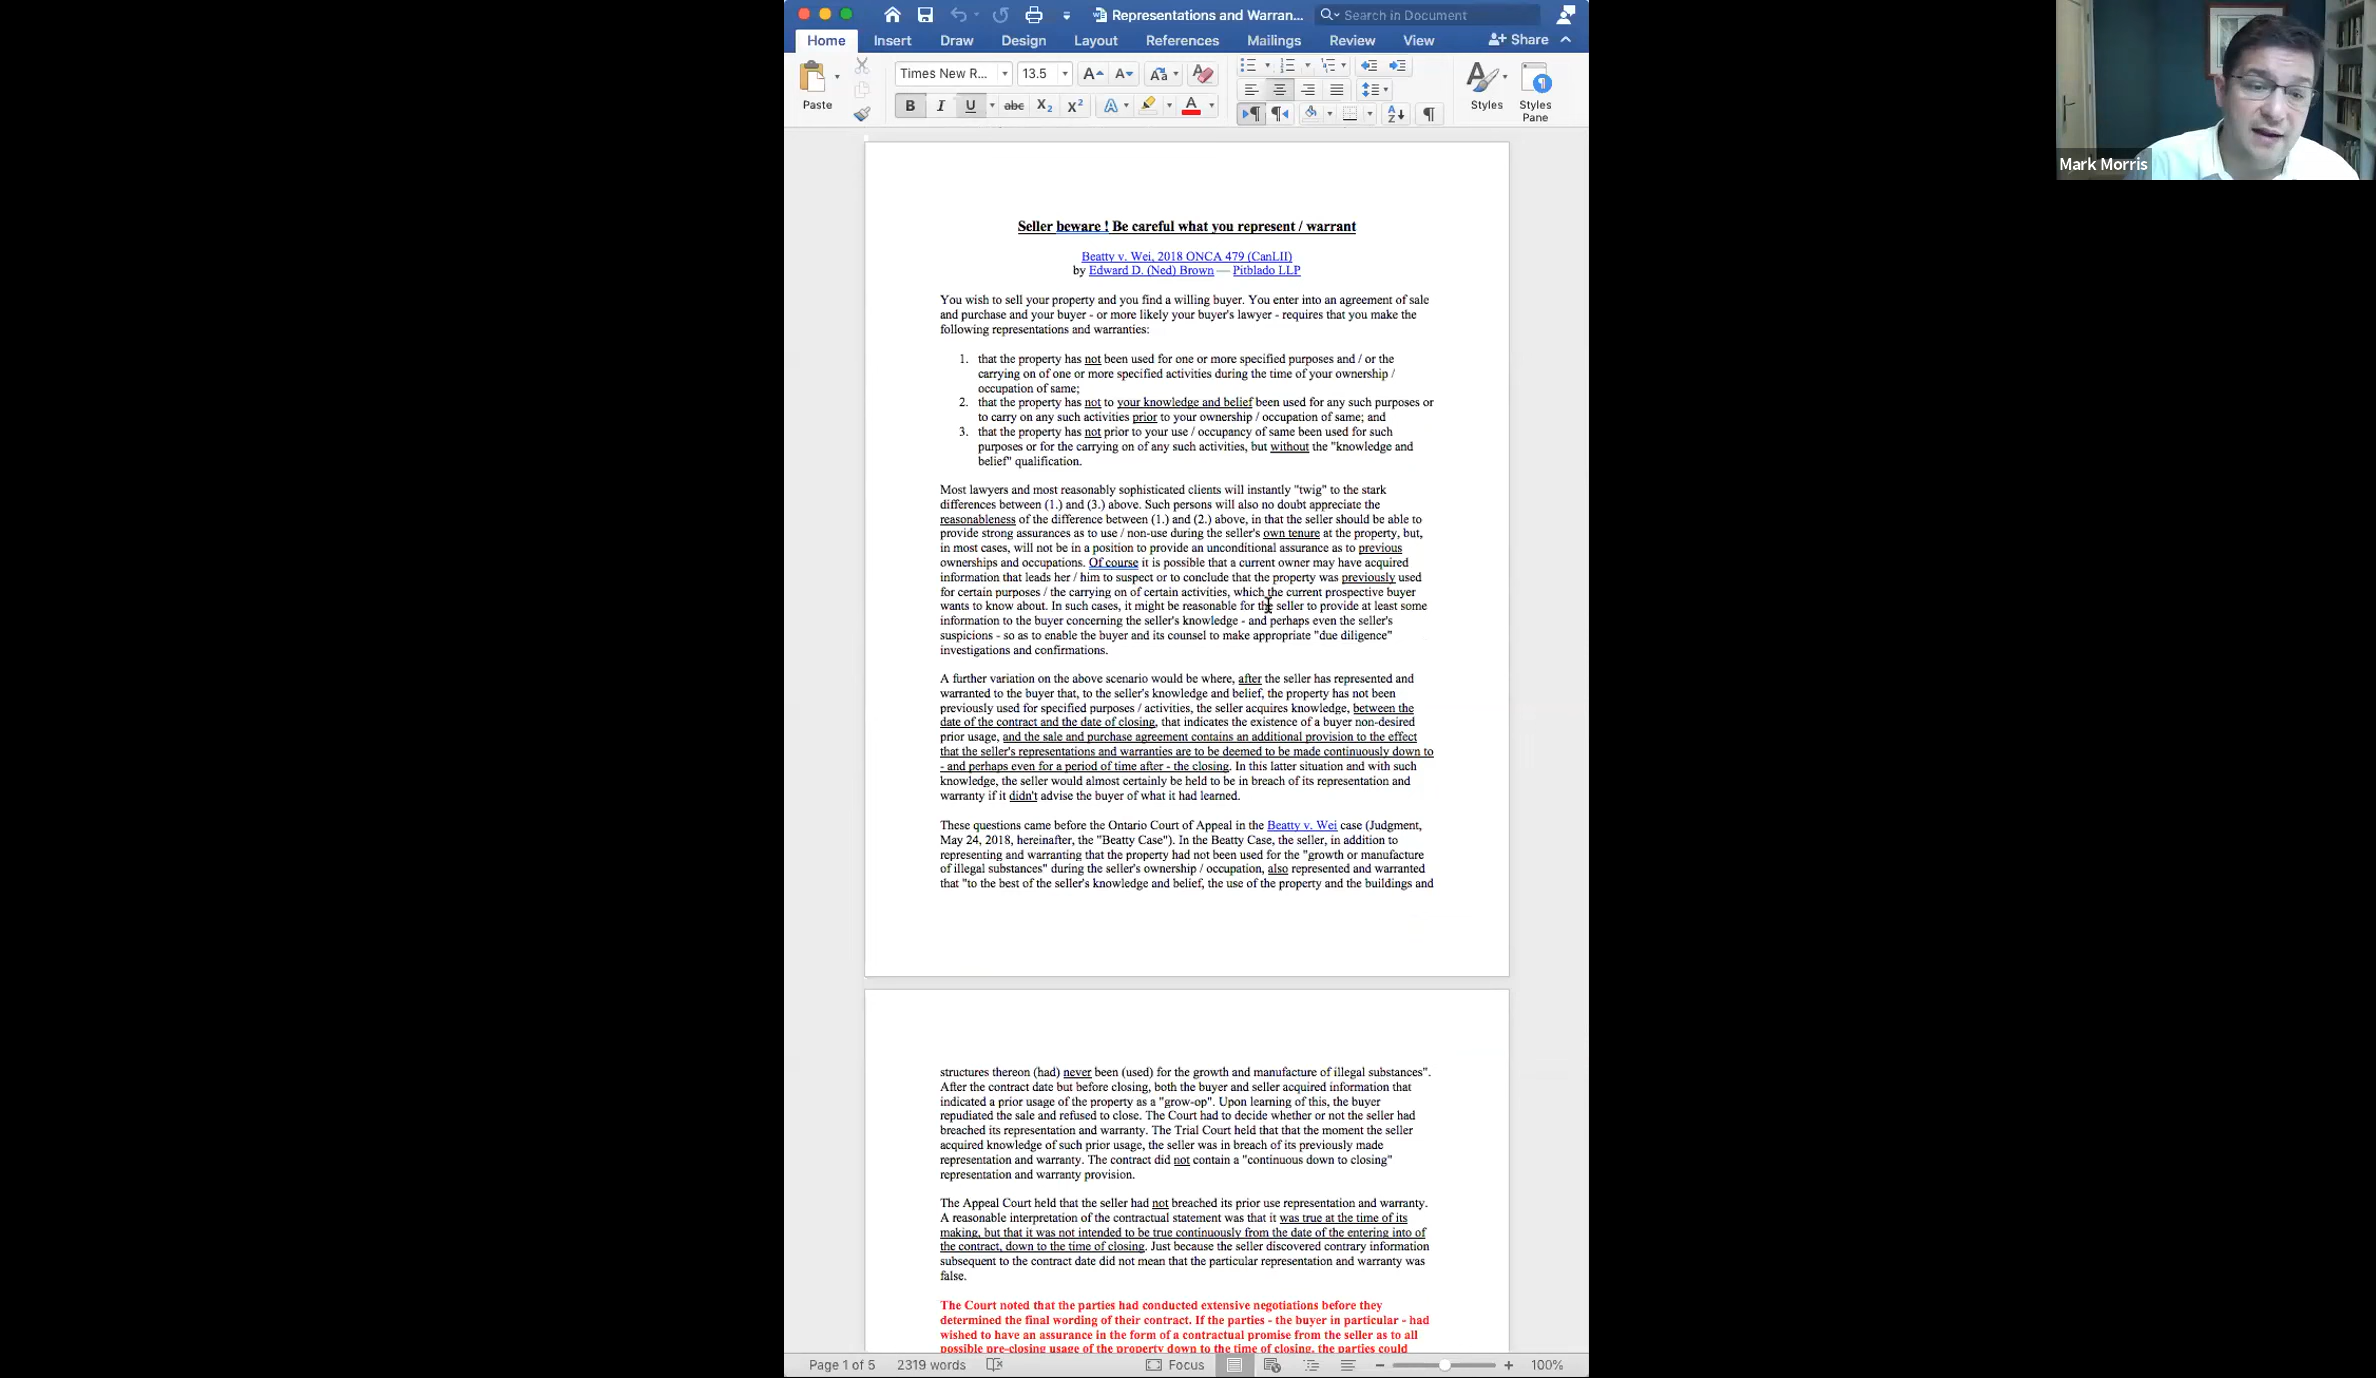 Representations and Warran...
Search in Document
Home Insert Draw Design Layout References Mailings Review View Share
Times New R... 13.5
Paste
Styles Styles Pane
Mark Morris
Seller beware ! Be careful what you represent / warrant
Beatty v. Wei, 2018 ONCA 479 (CanLII)
by Edward D. (Ned) Brown — Pitblado LLP
You wish to sell your property and you find a willing buyer. You enter into an agreement of sale
and purchase and your buyer - or more likely your buyer's lawyer - requires that you make the
following representations and warranties:
1. that the property has not been used for one or more specified purposes and / or the
carrying on of one or more specified activities during the time of your ownership /
occupation of same;
2. that the property has not to your knowledge and belief been used for any such purposes or
to carry on any such activities prior to your ownership / occupation of same; and
3. that the property has not prior to your use / occupancy of same been used for such
purposes or for the carrying on of any such activities, but without the "knowledge and
belief" qualification.
Most lawyers and most reasonably sophisticated clients will instantly "twig" to the stark
differences between (1.) and (3.) above. Such persons will also no doubt appreciate the
reasonableness of the difference between (1.) and (2.) above, in that the seller should be able to
provide strong assurances as to use / non-use during the seller's own tenure at the property, but,
in most cases, will not be in a position to provide an unconditional assurance as to previous
ownerships and occupations. Of course it is possible that a current owner may have acquired
information that leads her / him to suspect or to conclude that the property was previously used
for certain purposes / the carrying on of certain activities, which the current prospective buyer
wants to know about. In such cases, it might be reasonable for the seller to provide at least some
information to the buyer concerning the seller's knowledge - and perhaps even the seller's
suspicions - so as to enable the buyer and its counsel to make appropriate "due diligence"
investigations and confirmations.
A further variation on the above scenario would be where, after the seller has represented and
warranted to the buyer that, to the seller's knowledge and belief, the property has not been
previously used for specified purposes / activities, the seller acquires knowledge, between the
date of the contract and the date of closing, that indicates the existence of a buyer non-desired
prior usage, and the sale and purchase agreement contains an additional provision to the effect
that the seller's representations and warranties are to be deemed to be made continuously down to
- and perhaps even for a period of time after - the closing. In this latter situation and with such
knowledge, the seller would almost certainly be held to be in breach of its representation and
warranty if it didn't advise the buyer of what it had learned.
These questions came before the Ontario Court of Appeal in the Beatty v. Wei case (Judgment,
May 24, 2018, hereinafter, the "Beatty Case"). In the Beatty Case, the seller, in addition to
representing and warranting that the property had not been used for the "growth or manufacture
of illegal substances" during the seller's ownership / occupation, also represented and warranted
that "to the best of the seller's knowledge and belief, the use of the property and the buildings and
structures thereon (had) never been (used) for the growth and manufacture of illegal substances".
After the contract date but before closing, both the buyer and seller acquired information that
indicated a prior usage of the property as a "grow-op". Upon learning of this, the buyer
repudiated the sale and refused to close. The Court had to decide whether or not the seller had
breached its representation and warranty. The Trial Court held that that the moment the seller
acquired knowledge of such prior usage, the seller was in breach of its previously made
representation and warranty. The contract did not contain a "continuous down to closing"
representation and warranty provision.
The Appeal Court held that the seller had not breached its prior use representation and warranty.
A reasonable interpretation of the contractual statement was that it was true at the time of its
making, but that it was not intended to be true continuously from the date of the entering into of
the contract, down to the time of closing. Just because the seller discovered contrary information
subsequent to the contract date did not mean that the particular representation and warranty was
false.
The Court noted that the parties had conducted extensive negotiations before they
determined the final wording of their contract. If the parties - the buyer in particular - had
wished to have an assurance in the form of a contractual promise from the seller as to all
possible pre-closing usage of the property down to the time of closing, the parties could
Page 1 of 5 2319 words Focus 100%